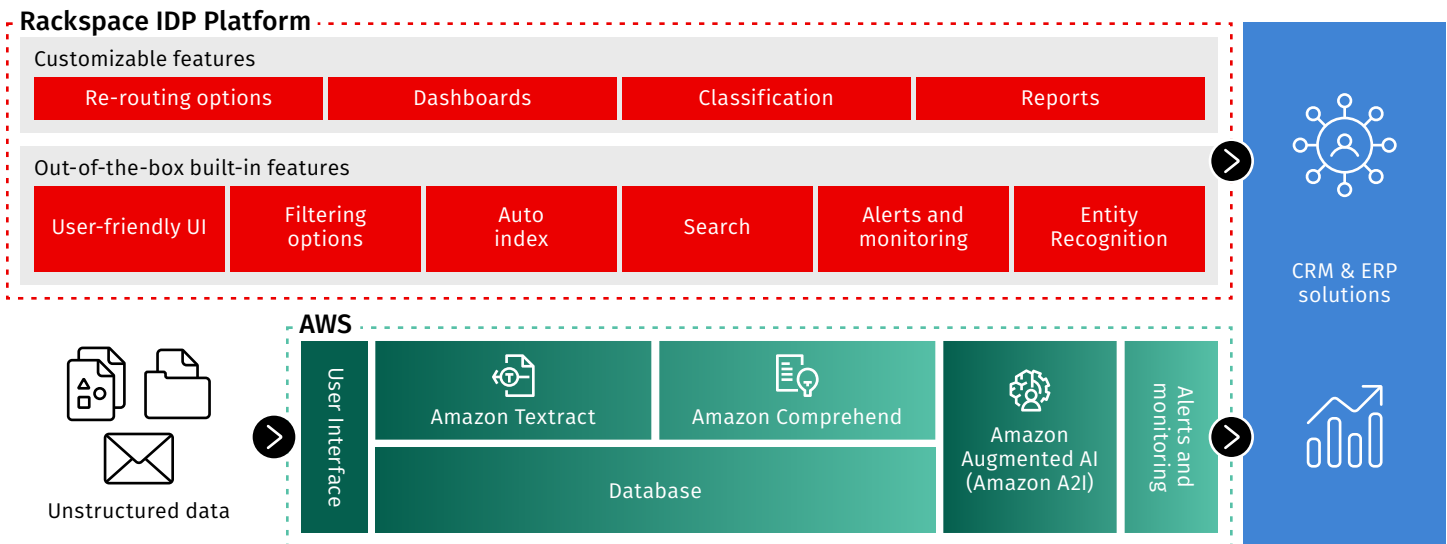 Rackspace IDP Platform
Customizable features
Re-routing options
Dashboards
Classification
Reports
Out-of-the-box built-in features
User-friendly UI
Filtering
options
Auto
index
Search
Alerts and
monitoring
Entity
Recognition
CRM & ERP
solutions
AWS
User Interface
Amazon Textract
Amazon Comprehend
Database
Amazon
Augmented AI
(Amazon A2I)
Alerts and
monitoring
Unstructured data